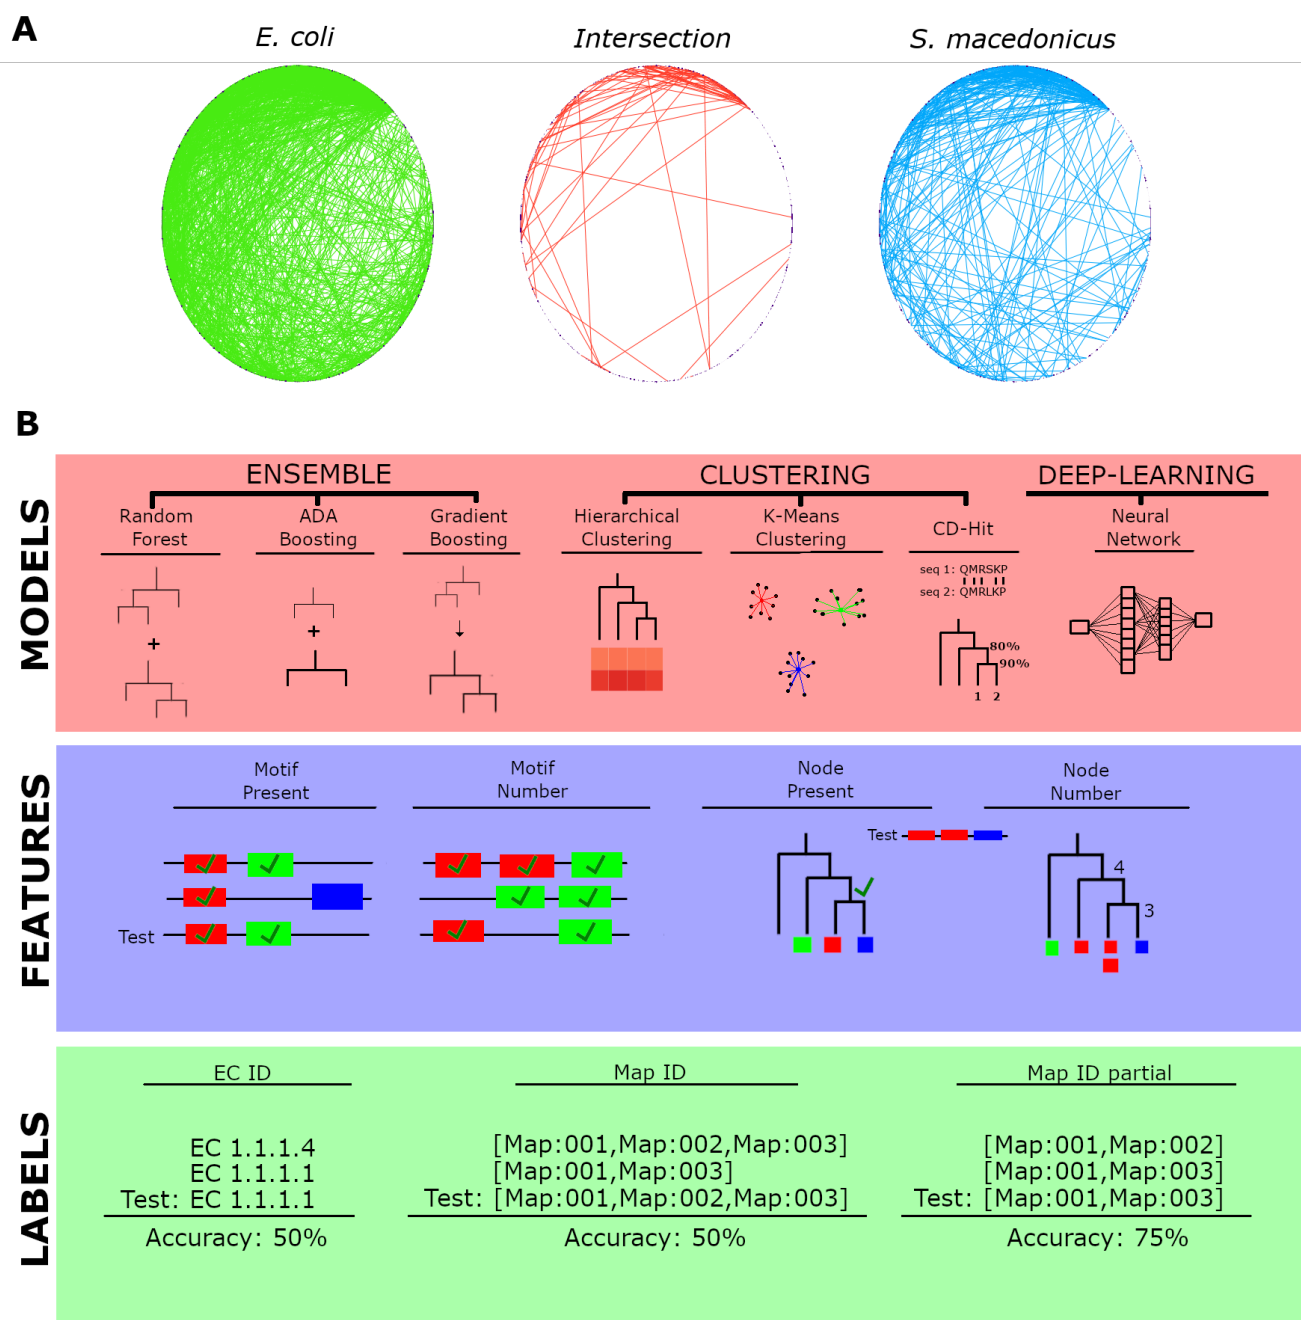 A
E. coli
Intersection
S. macedonicus
B
MODELS
ENSEMBLE
CLUSTERING
DEEP-LEARNING
Random
Forest
ADA
Boosting
Gradient
Boosting
Hierarchical
Clustering
K-Means
Clustering
CD-Hit
Neural
Network
+
+
seq 1: QMRSKP
seq 2: QMRLKP
80%
90%
1 2
FEATURES
Motif
Present
Motif
Number
Node
Present
Node
Number
Test
Test
4
3
LABELS
EC ID
EC 1.1.1.4
EC 1.1.1.1
Test: EC 1.1.1.1
Accuracy: 50%
Map ID
[Map:001,Map:002,Map:003]
[Map:001,Map:003]
Test: [Map:001,Map:002,Map:003]
Accuracy: 50%
Map ID partial
[Map:001,Map:002]
[Map:001,Map:003]
Test: [Map:001,Map:003]
Accuracy: 75%